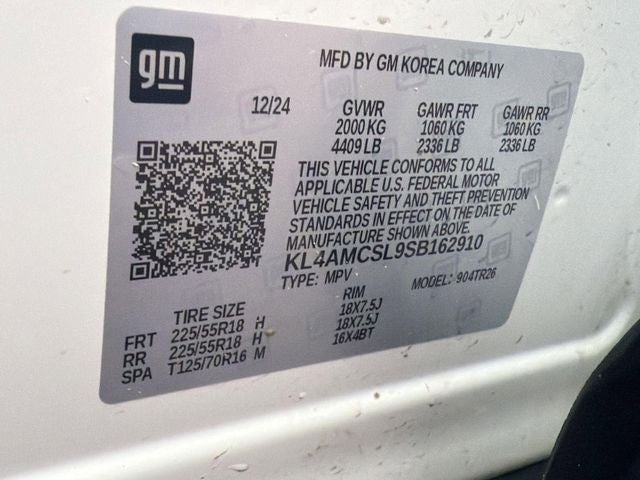 gm
MFD BY GM KOREA COMPANY
12/24 GVWR GAWR FRT GAWR RR
2000 KG 1060 KG 1060 KG
4409 LB 2336 LB 2336 LB
THIS VEHICLE CONFORMS TO ALL
APPLICABLE U.S. FEDERAL MOTOR
VEHICLE SAFETY AND THEFT PREVENTION
STANDARDS IN EFFECT ON THE DATE OF
MANUFACTURE SHOWN ABOVE.
KL4AMCSL9SB162910
TYPE: MPV MODEL: 904TR26
TIRE SIZE RIM
FRT 225/55R18 H 18X7.5J
RR 225/55R18 H 18X7.5J
SPA T125/70R16 M 16X4BT